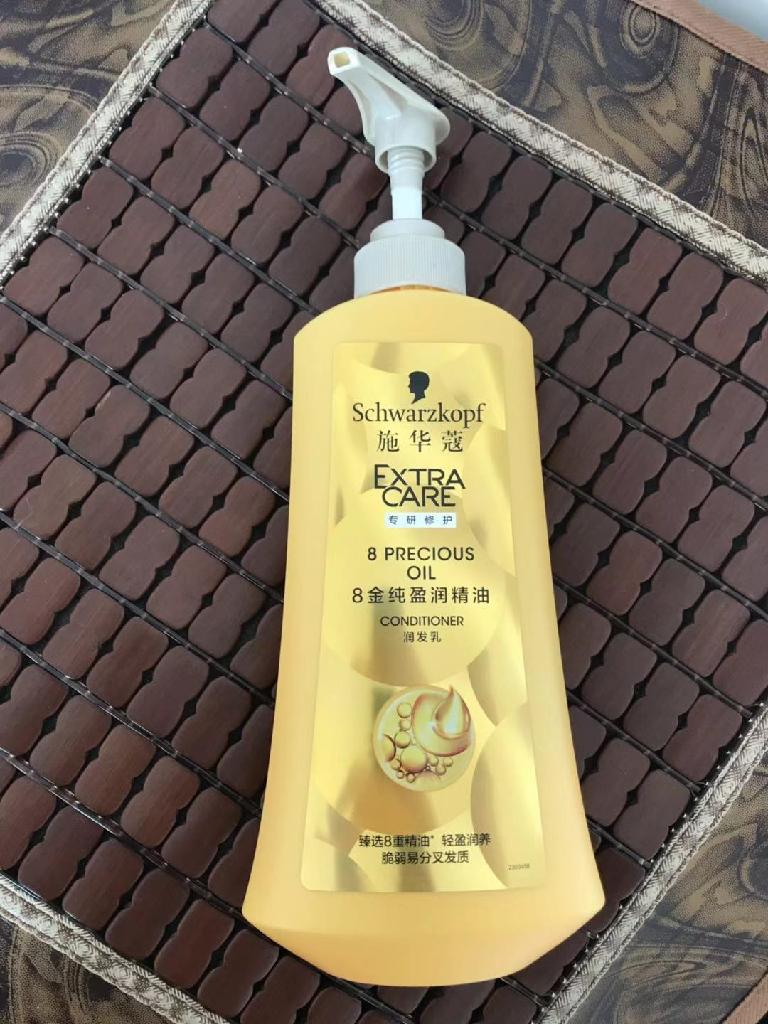 Schwarzkopf
施华蔻
EXTRA
CARE
专研修护
8 PRECIOUS
OIL
8金纯盈润精油
CONDITIONER
润发乳
臻选8重精油* 轻盈润养
脆弱易分叉发质